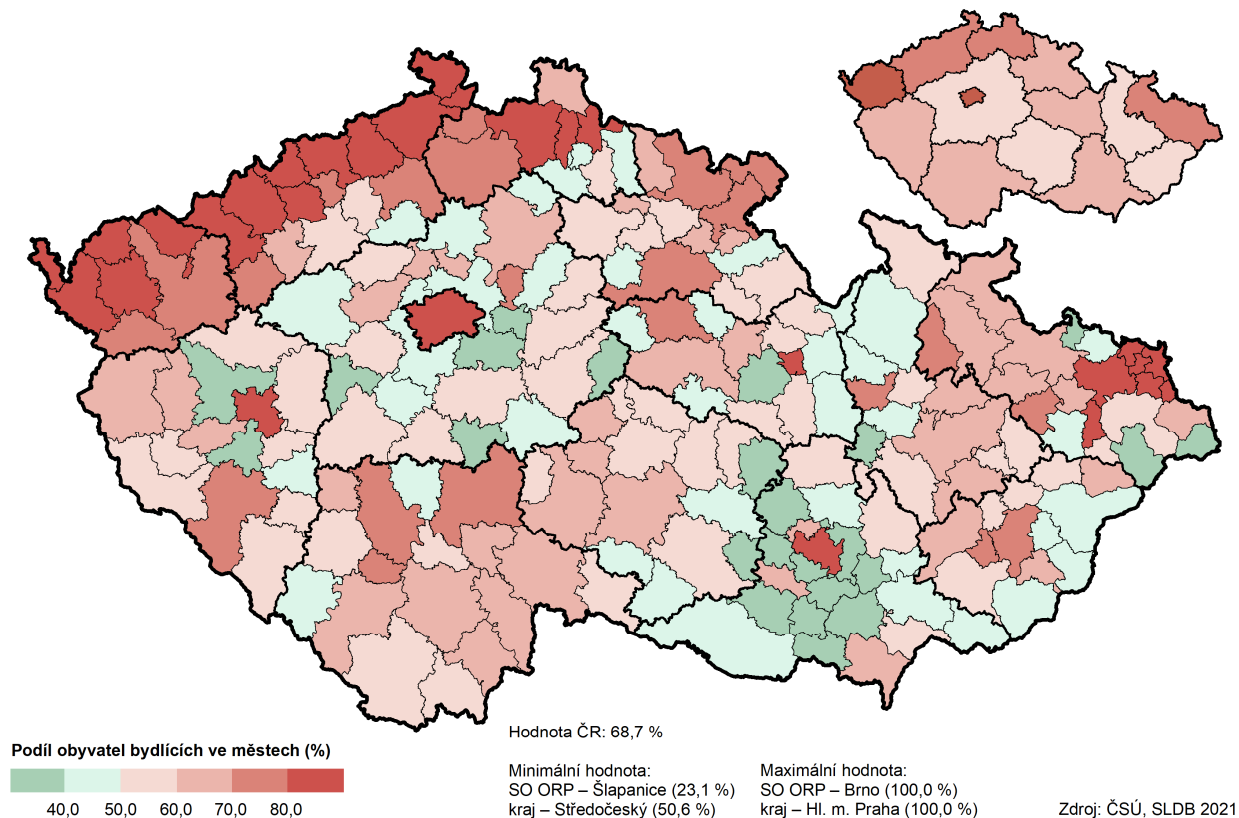 Hodnota ČR: 68,7 %
Podíl obyvatel bydlících ve městech (%)
40,0 50,0 60,0 70,0 80,0
Minimální hodnota:
SO ORP – Šlapanice (23,1 %)
kraj – Středočeský (50,6 %)
Maximální hodnota:
SO ORP – Brno (100,0 %)
kraj – Hl. m. Praha (100,0 %)
Zdroj: ČSÚ, SLDB 2021